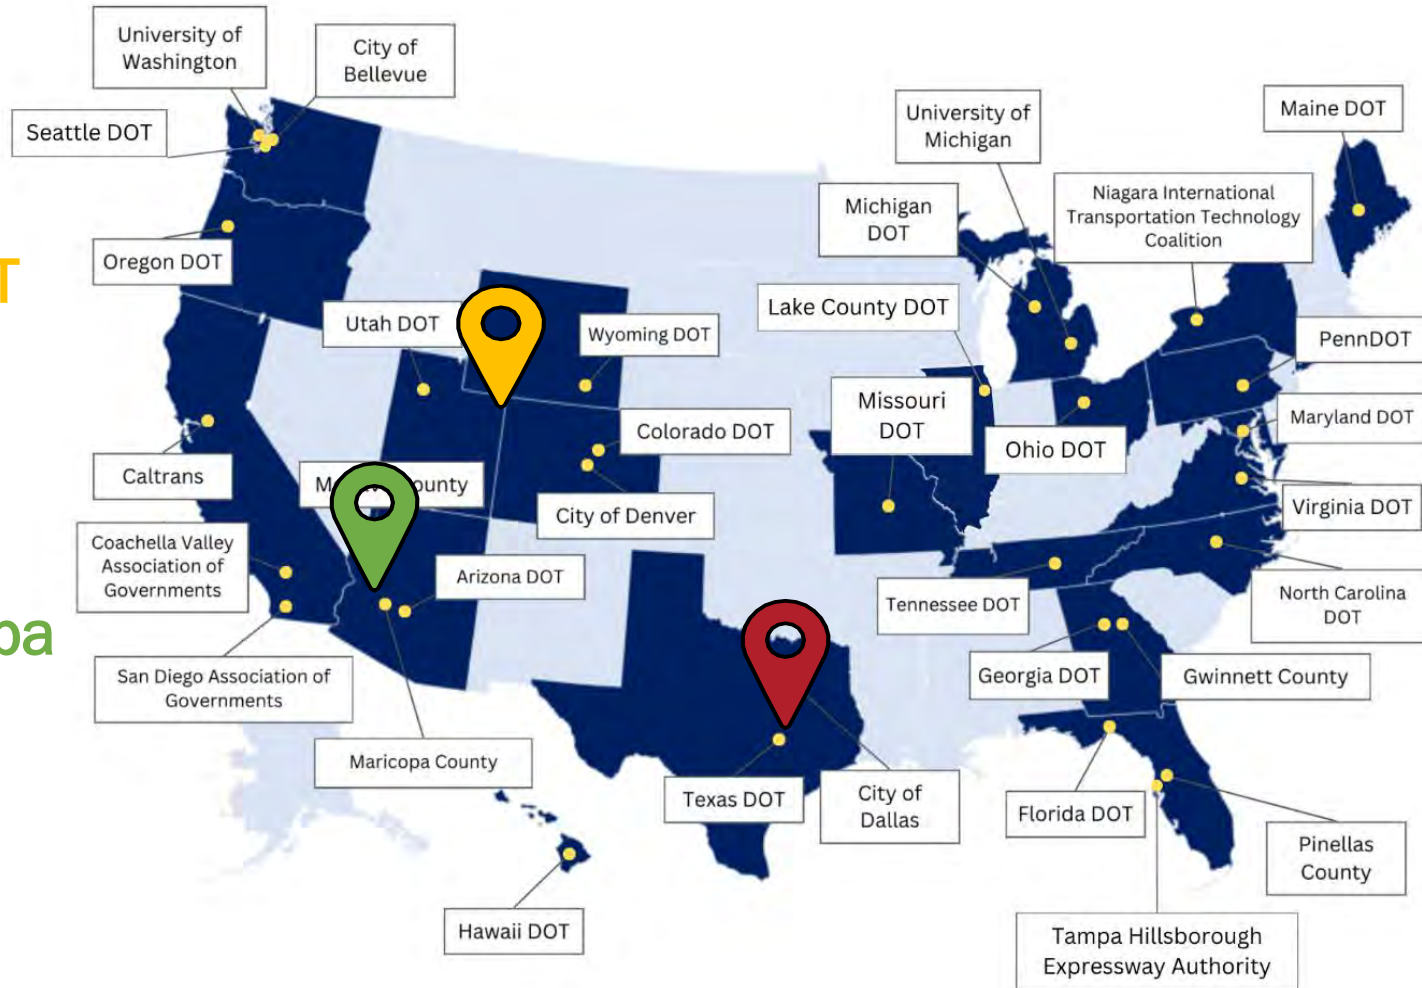 University of
Washington
City of
Bellevue
Seattle DOT
University of
Michigan
Maine DOT
Niagara International
Transportation Technology
Coalition
Michigan
DOT
Oregon DOT
T
Lake County DOT
Utah DOT
Wyoming DOT
PennDOT
Missouri
DOT
Maryland DOT
Colorado DOT
Ohio DOT
Caltrans
County
City of Denver
Virginia DOT
Coachella Valley
Association of
Governments
Arizona DOT
Tennessee DOT
North Carolina
DOT
pa
San Diego Association of
Governments
Georgia DOT
Gwinnett County
Maricopa County
Texas DOT
City of
Dallas
Florida DOT
Pinellas
County
Hawaii DOT
Tampa Hillsborough
Expressway Authority